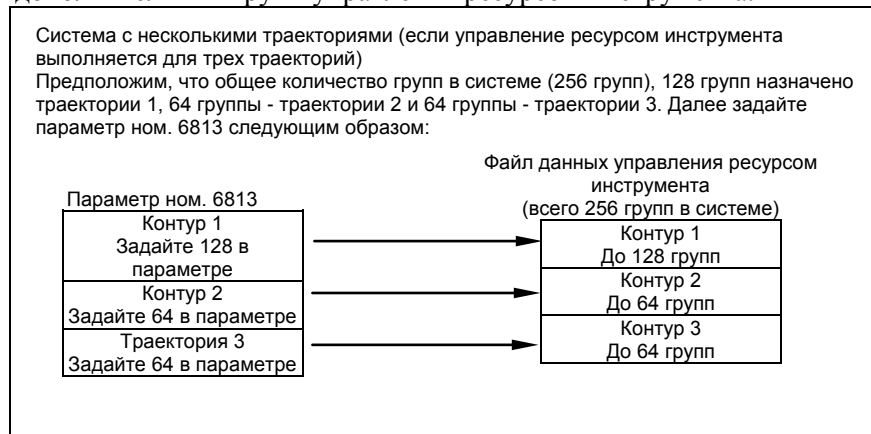 Система с несколькими траекториями (если управление ресурсом инструмента
выполняется для трех траекторий)
Предположим, что общее количество групп в системе (256 групп), 128 групп назначено
траектории 1, 64 группы - траектории 2 и 64 группы - траектории 3. Далее задайте
параметр ном. 6813 следующим образом:
Файл данных управления ресурсом
инструмента
(всего 256 групп в системе)
Параметр ном. 6813
Контур 1
Задайте 128 в
параметре
Контур 2
Задайте 64 в параметре
Траектория 3
Задайте 64 в параметре
Контур 1
До 128 групп
Контур 2
До 64 групп
Контур 3
До 64 групп